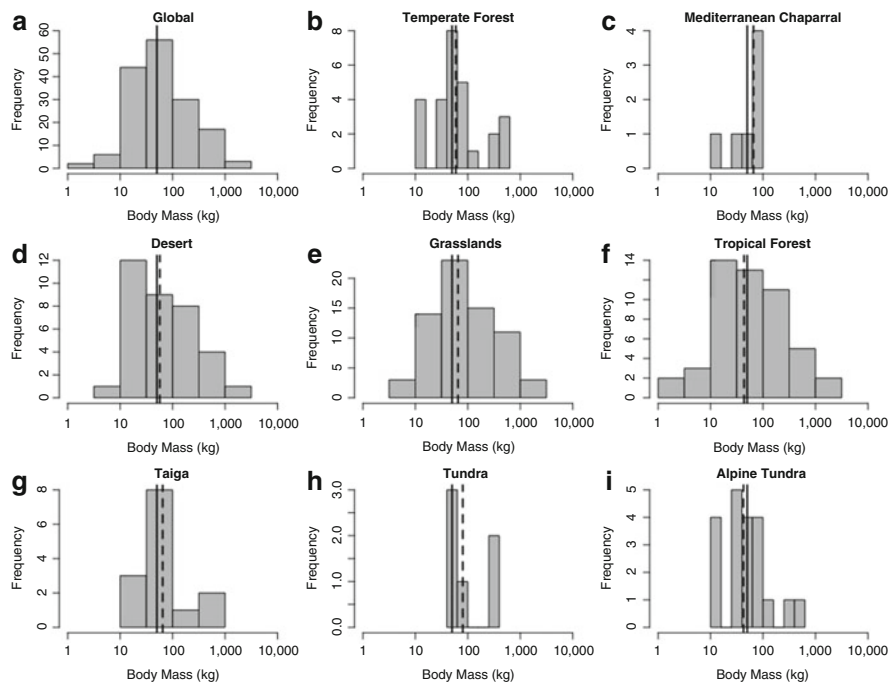 a Global
Frequency
0 10 20 30 40 50 60
1 10 100 1,000 10,000
Body Mass (kg)
b Temperate Forest
Frequency
0 2 4 6 8
1 10 100 1,000 10,000
Body Mass (kg)
c Mediterranean Chaparral
Frequency
0 1 2 3 4
1 10 100 1,000 10,000
Body Mass (kg)
d Desert
Frequency
0 2 4 6 8 10 12
1 10 100 1,000 10,000
Body Mass (kg)
e Grasslands
Frequency
0 5 10 15 20
1 10 100 1,000 10,000
Body Mass (kg)
f Tropical Forest
Frequency
0 2 4 6 8 10 14
1 10 100 1,000 10,000
Body Mass (kg)
g Taiga
Frequency
0 2 4 6 8
1 10 100 1,000 10,000
Body Mass (kg)
h Tundra
Frequency
0.0 1.0 2.0 3.0
1 10 100 1,000 10,000
Body Mass (kg)
i Alpine Tundra
Frequency
0 1 2 3 4 5
1 10 100 1,000 10,000
Body Mass (kg)